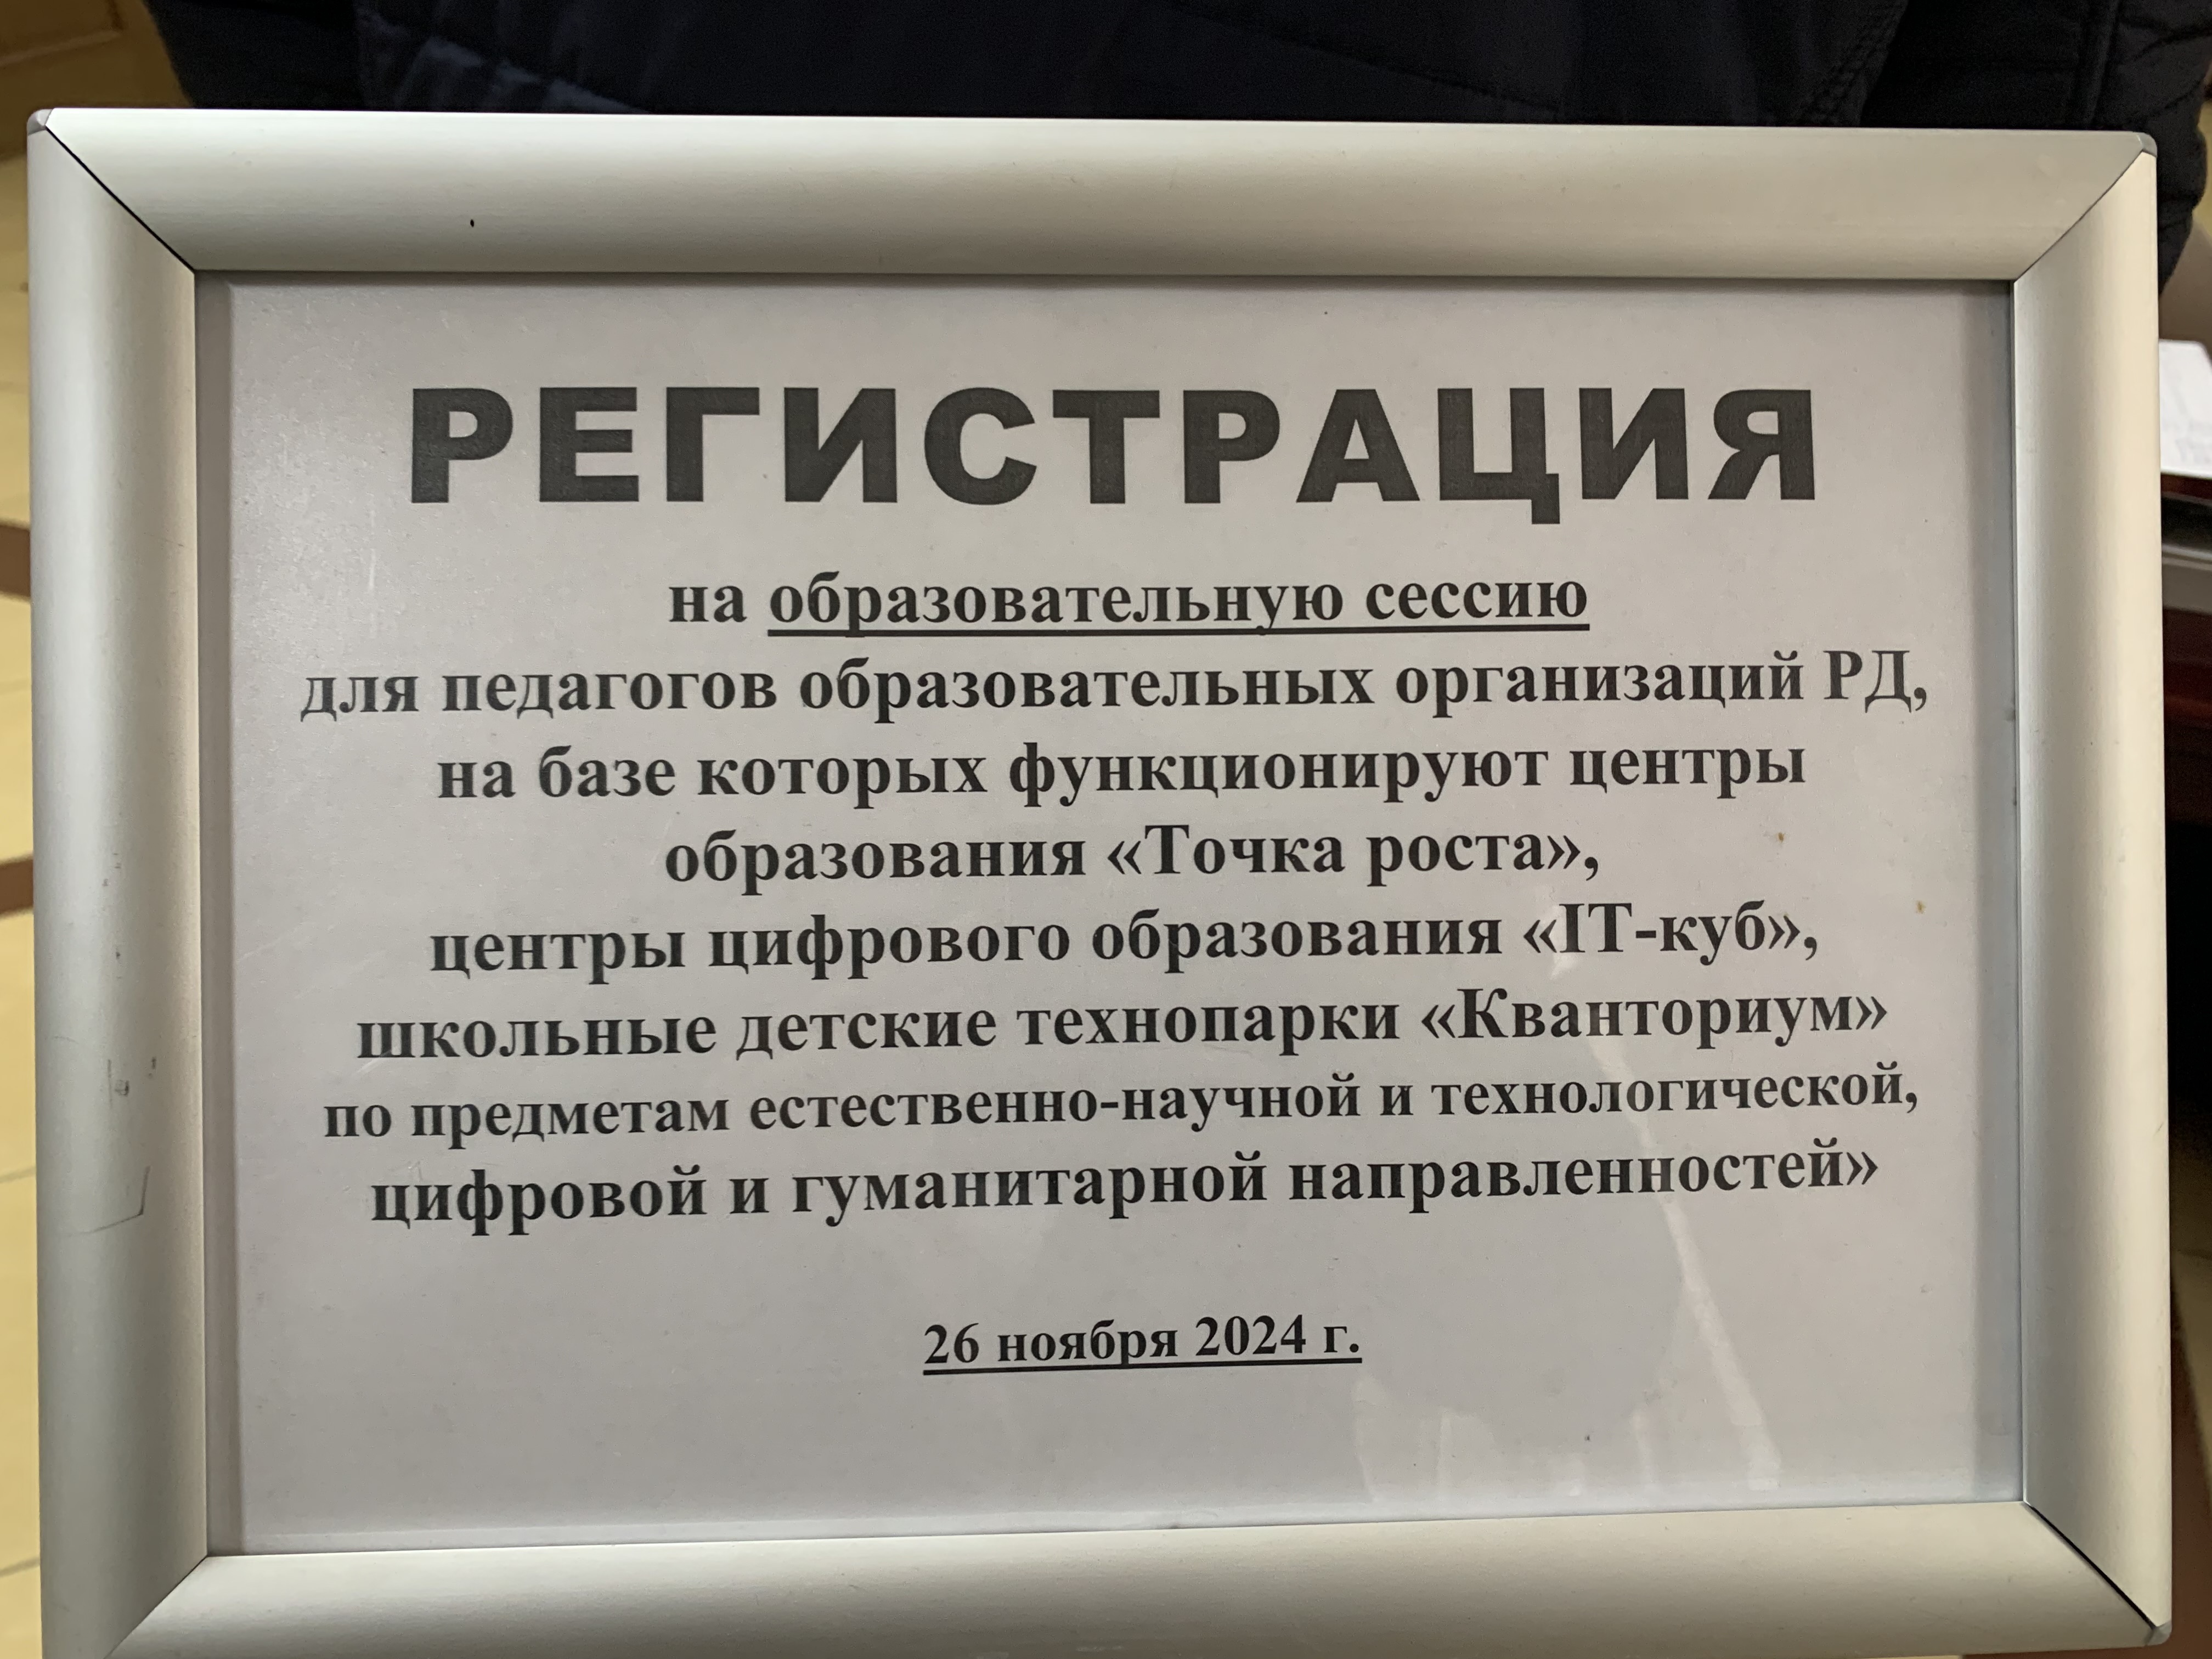 РЕГИСТРАЦИЯ
на образовательную сессию
для педагогов образовательных организаций РД,
на базе которых функционируют центры
образования «Точка роста»,
центры цифрового образования «IT-куб»,
школьные детские технопарки «Кванториум»
по предметам естественно-научной и технологической,
цифровой и гуманитарной направленностей»
26 ноября 2024 г.